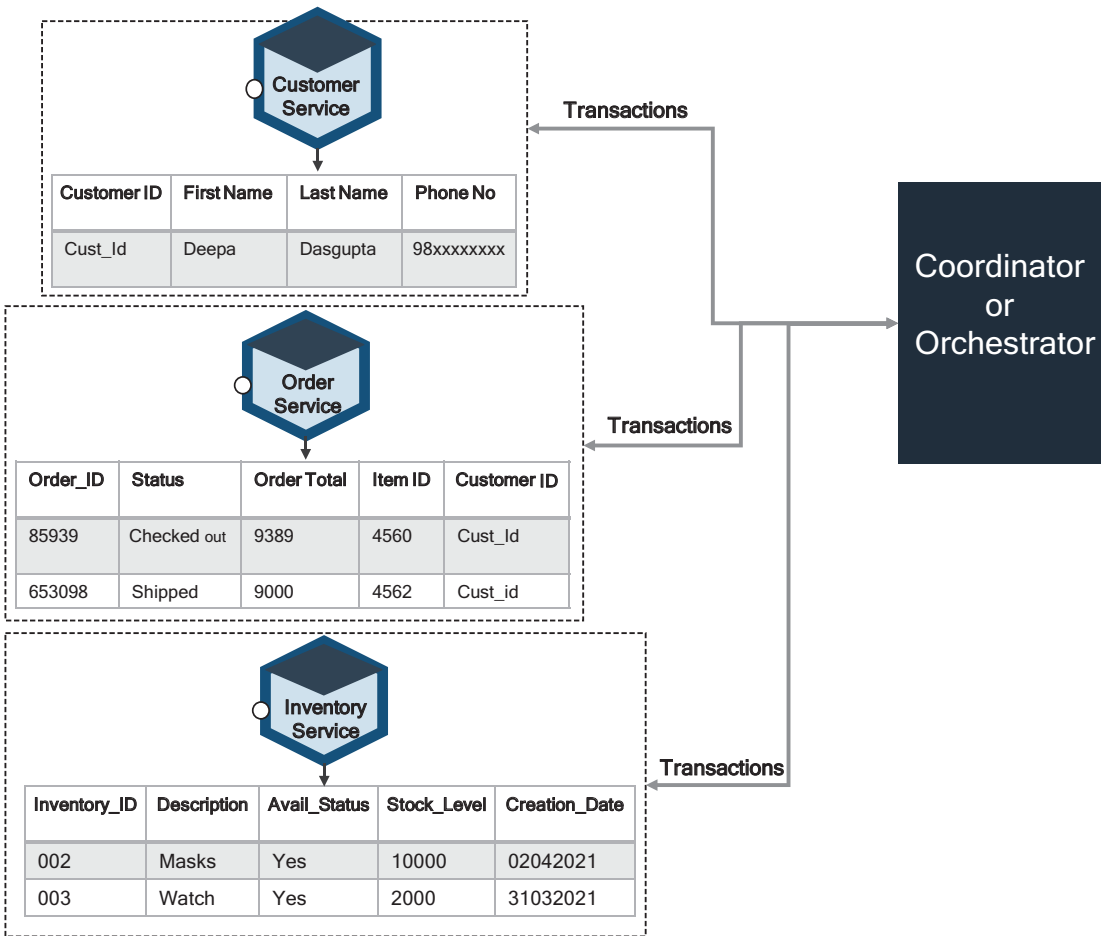 Customer
Service
Transactions
Customer ID First Name Last Name Phone No
Cust_Id Deepa Dasgupta 98xxxxxxxx
Coordinator
or
Orchestrator
Order
Service
Transactions
Order_ID Status Order Total Item ID Customer ID
85939 Checked out 9389 4560 Cust_Id
653098 Shipped 9000 4562 Cust_id
Inventory
Service
Transactions
Inventory_ID Description Avail_Status Stock_Level Creation_Date
002 Masks Yes 10000 02042021
003 Watch Yes 2000 31032021